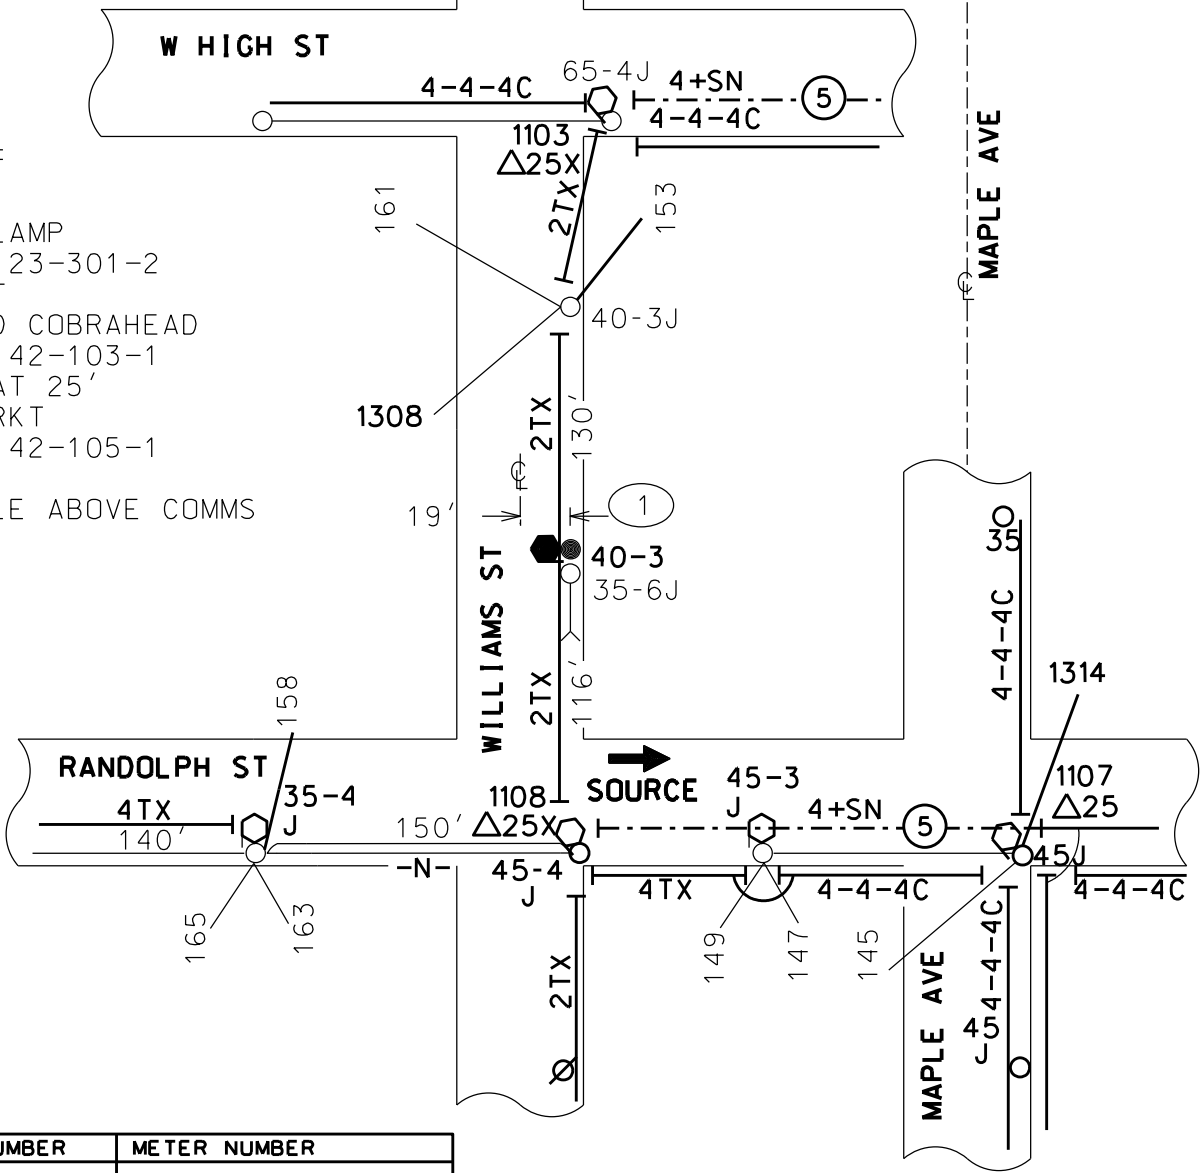 W HIGH ST
65-4J
4-4-4C
4+SN
5
4-4-4C
1103
△25X
MAPLE AVE
161
2TX
153
LAMP
23-301-2
COBRAHEAD
42-103-1
AT 25'
RKT
42-105-1
LE ABOVE COMMS
40-3J
1308
2TX
130'
19'
1
40-3
35-6J
WILLIAMS ST
2TX
116'
35
4-4-4C
1314
158
RANDOLPH ST
SOURCE
4TX
140'
35-4
J
150'
1108
△25X
45-3
J
4+SN
5
1107
△25
-N-
45-4
J
4TX
4-4-4C
45J
4-4-4C
165
163
149
147
145
2TX
MAPLE AVE
4-4-4C
45
J
UMBER
METER NUMBER